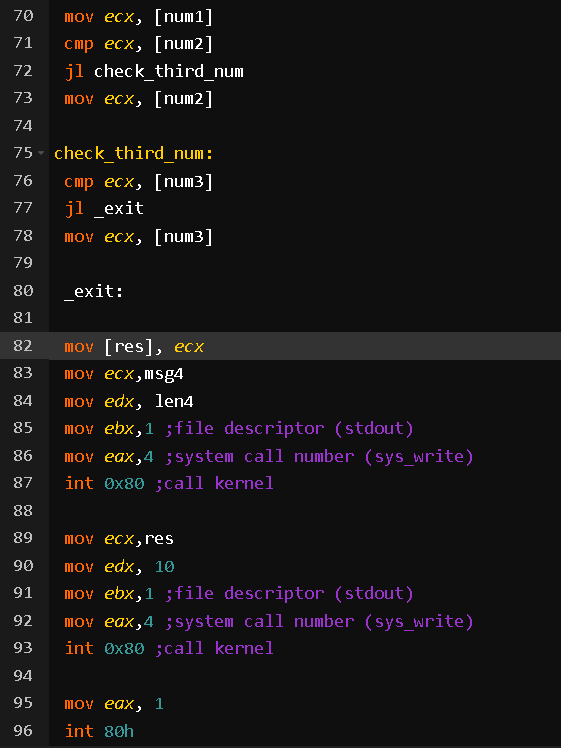 70 mov ecx, [num1]
71 cmp ecx, [num2]
72 jl check_third_num
73 mov ecx, [num2]
74
75 check_third_num:
76 cmp ecx, [num3]
77 jl _exit
78 mov ecx, [num3]
79
80 _exit:
81
82 mov [res], ecx
83 mov ecx,msg4
84 mov edx, len4
85 mov ebx,1 ;file descriptor (stdout)
86 mov eax,4 ;system call number (sys_write)
87 int 0x80 ;call kernel
88
89 mov ecx,res
90 mov edx, 10
91 mov ebx,1 ;file descriptor (stdout)
92 mov eax,4 ;system call number (sys_write)
93 int 0x80 ;call kernel
94
95 mov eax, 1
96 int 80h